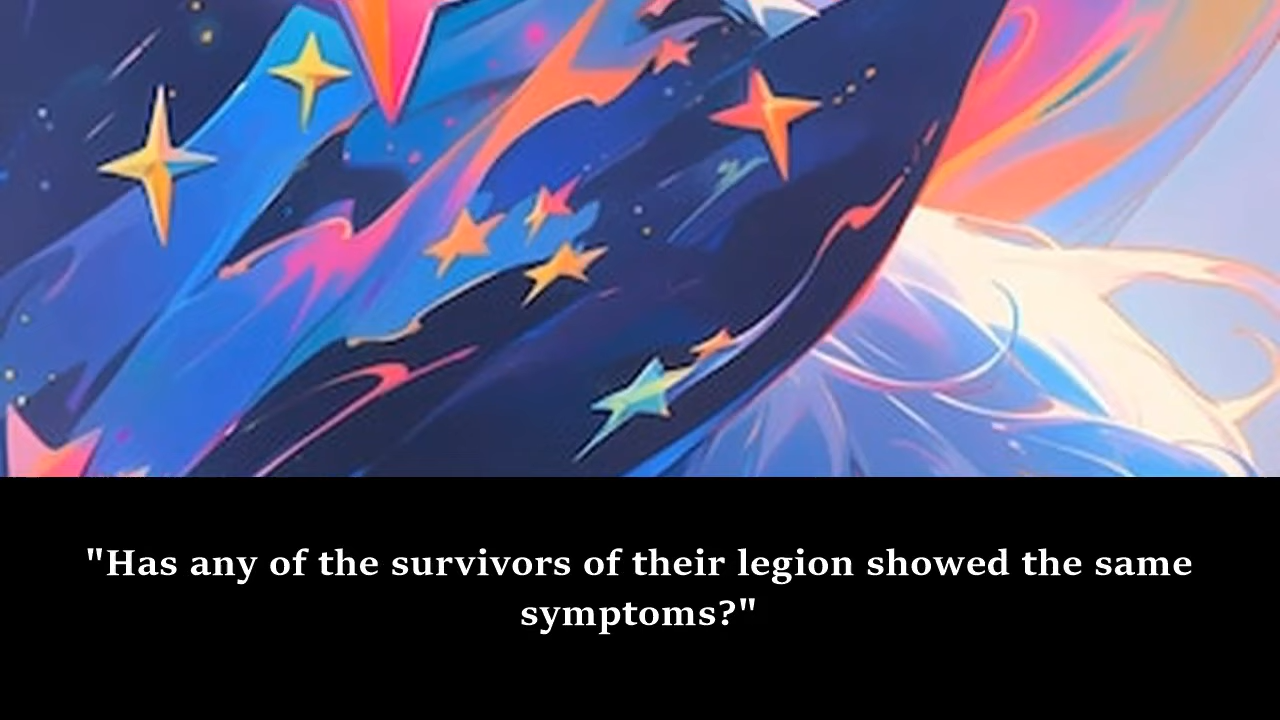 "Has any of the survivors of their legion showed the same
symptoms?"